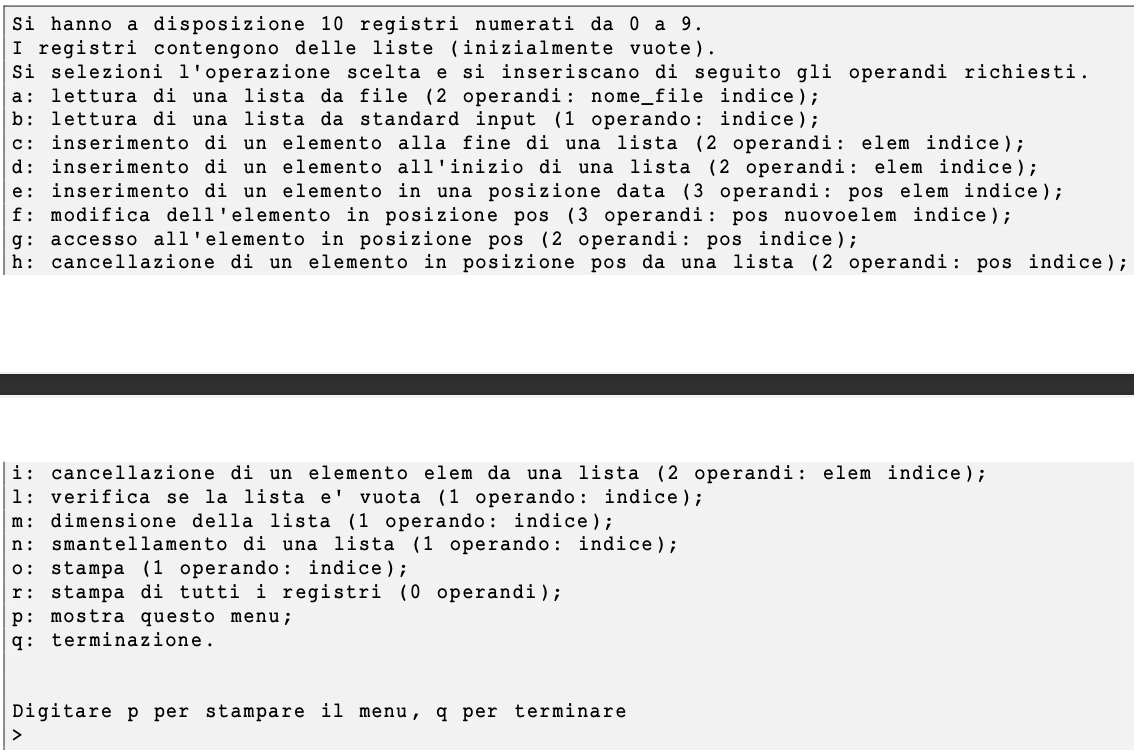 Si hanno a disposizione 10 registri numerati da 0 a 9.
I registri contengono delle liste (inizialmente vuote).
Si selezioni l'operazione scelta e si inseriscano di seguito gli operandi richiesti.
a: lettura di una lista da file (2 operandi: nome_file indice);
b: lettura di una lista da standard input (1 operando: indice);
c: inserimento di un elemento alla fine di una lista (2 operandi: elem indice);
d: inserimento di un elemento all'inizio di una lista (2 operandi: elem indice);
e: inserimento di un elemento in una posizione data (3 operandi: pos elem indice);
f: modifica dell'elemento in posizione pos (3 operandi: pos nuovoelem indice);
g: accesso all'elemento in posizione pos (2 operandi: pos indice);
h: cancellazione di un elemento in posizione pos da una lista (2 operandi: pos indice);
i: cancellazione di un elemento elem da una lista (2 operandi: elem indice);
l: verifica se la lista e' vuota (1 operando: indice);
m: dimensione della lista (1 operando: indice);
n: smantellamento di una lista (1 operando: indice);
o: stampa (1 operando: indice);
r: stampa di tutti i registri (0 operandi);
p: mostra questo menu;
q: terminazione.
Digitare p per stampare il menu, q per terminare
>